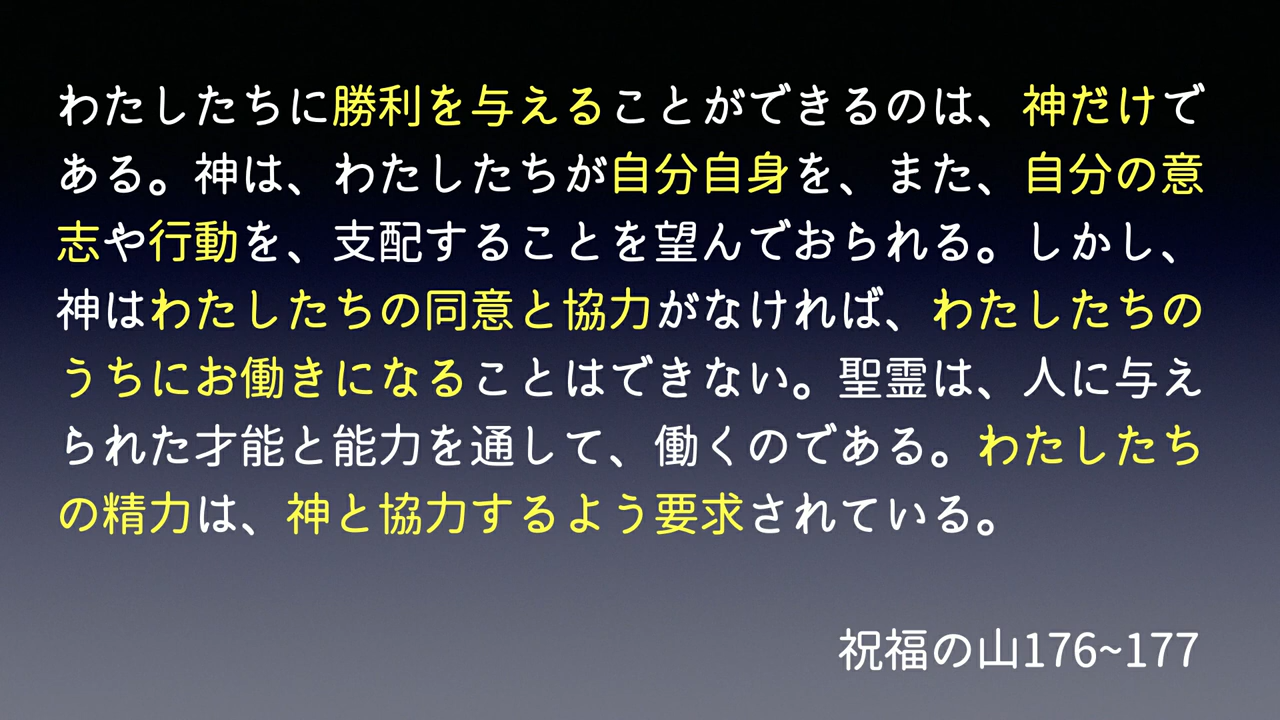 わたしたちに勝利を与えることができるのは、神だけで
ある。神は、わたしたちが自分自身を、また、自分の意
志や行動を、支配することを望んでおられる。しかし、
神はわたしたちの同意と協力がなければ、わたしたちの
うちにお働きになることはできない。聖霊は、人に与え
られた才能と能力を通して、働くのである。わたしたち
の精力は、神と協力するよう要求されている。
祝福の山176~177